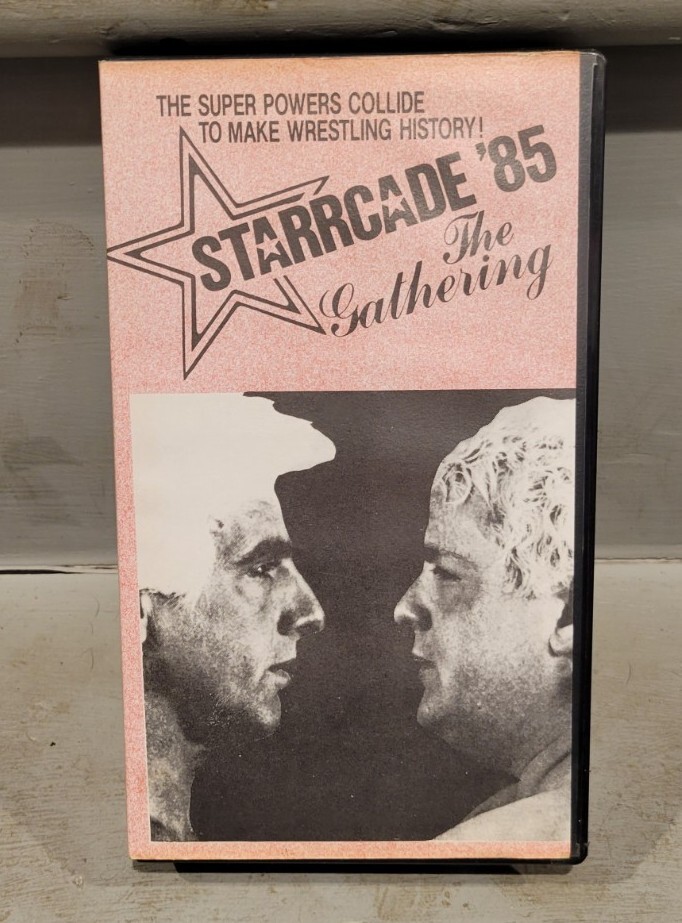 THE SUPER POWERS COLLIDE
TO MAKE WRESTLING HISTORY!
STARRCADE '85
The
Gathering